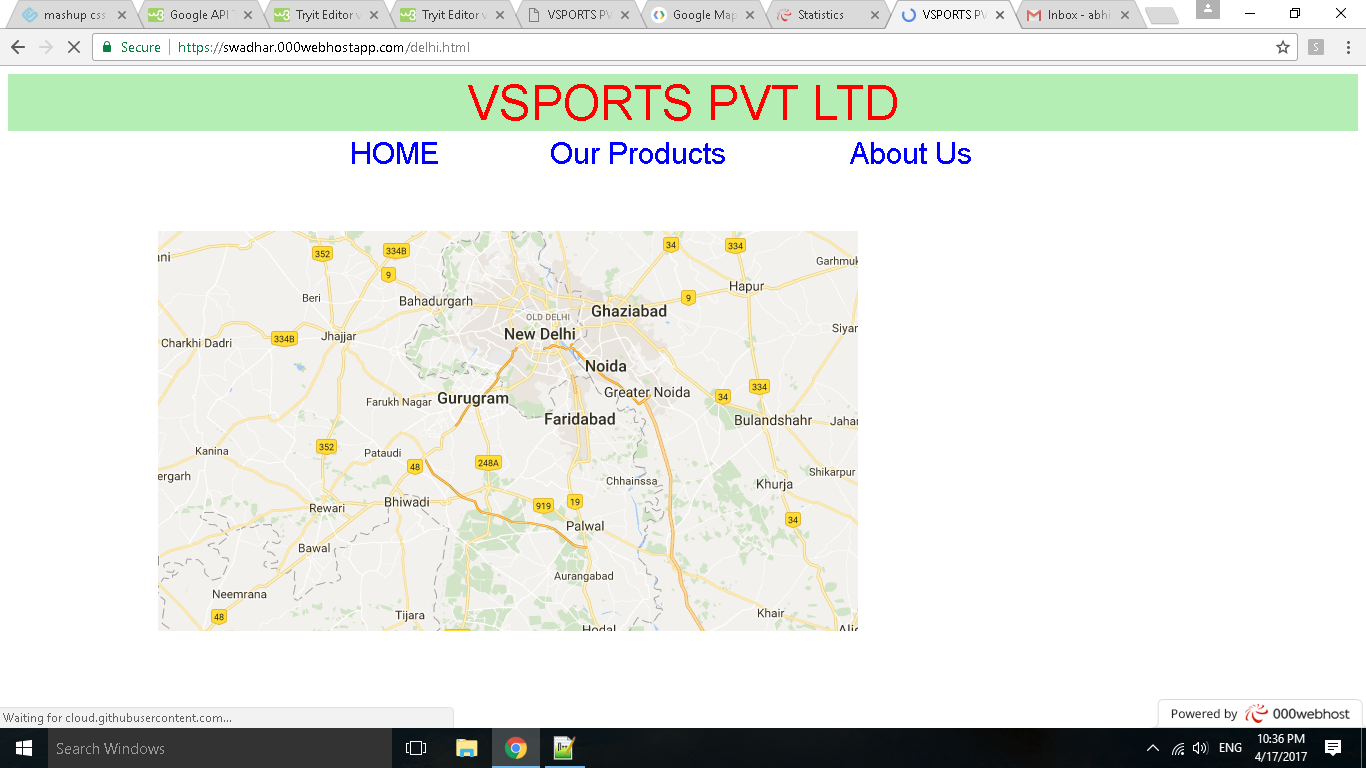 mashup css
Google API
Tryit Editor v
Tryit Editor v
VSPORTS PV
Google Map
Statistics
VSPORTS PV
Inbox - abhi
Secure
https://swadhar.000webhostapp.com/delhi.html
S
VSPORTS PVT LTD
HOME Our Products About Us
ani
352
334B
34
334
9
Garhmuk
Beri
Bahadurgarh
9
Hapur
OLD DELHI
Ghaziabad
Siyan
New Delhi
Charkhi Dadri
334B
Jhajjar
Noida
334
Farukh Nagar
Gurugram
Greater Noida
34
Faridabad
Bulandshahr
Jahan
352
Kanina
Pataudi
48
248A
Shikarpur
ergarh
Chhainssa
Khurja
Rewari
Bhiwadi
919
19
34
Palwal
Bawal
Aurangabad
Neemrana
48
Tijara
Khair
Hodal
Waiting for cloud.githubusercontent.com...
Powered by 000webhost
Search Windows
ENG
10:36 PM
4/17/2017